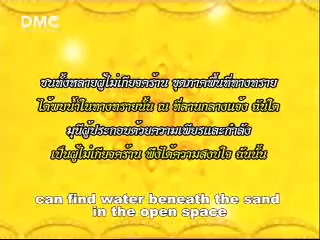 DMC
ชนทั้งหลายผู้ไม่เกียจคร้าน ขุดภาคพื้นที่ทางทราย
ได้พบน้ำในทางทรายนั้น ณ ที่ลานกลางแจ้ง ฉันใด
มุนีผู้ประกอบด้วยความเพียรและกำลัง
เป็นผู้ไม่เกียจคร้าน พึงได้ความสงบใจ ฉันนั้น
can find water beneath the sand
in the open space